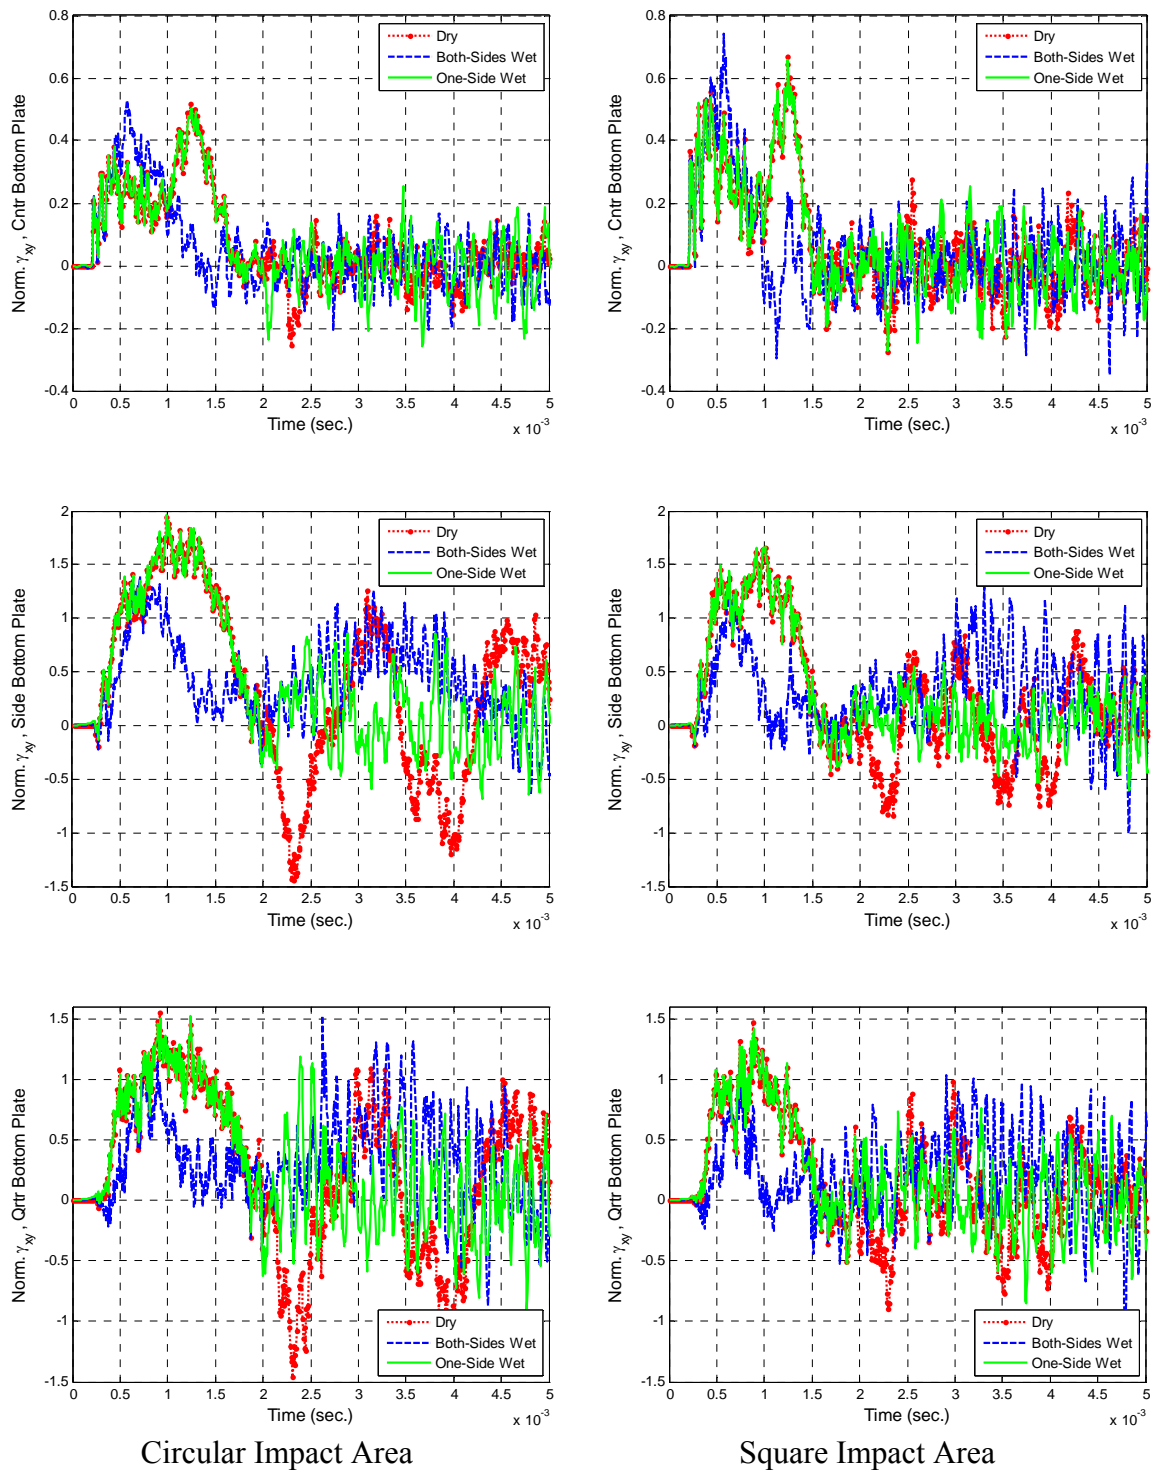 0.8
0.6
0.4
0.2
0
-0.2
-0.4
Norm. γxy , Cntr Bottom Plate
Dry
Both-Sides Wet
One-Side Wet
0 0.5 1 1.5 2 2.5 3 3.5 4 4.5 5
Time (sec.)
x 10-3
0.8
0.6
0.4
0.2
0
-0.2
-0.4
Norm. γxy , Cntr Bottom Plate
Dry
Both-Sides Wet
One-Side Wet
0 0.5 1 1.5 2 2.5 3 3.5 4 4.5 5
Time (sec.)
x 10-3
2
1.5
1
0.5
0
-0.5
-1
-1.5
Norm. γxy , Side Bottom Plate
Dry
Both-Sides Wet
One-Side Wet
0 0.5 1 1.5 2 2.5 3 3.5 4 4.5 5
Time (sec.)
x 10-3
2
1.5
1
0.5
0
-0.5
-1
-1.5
Norm. γxy , Side Bottom Plate
Dry
Both-Sides Wet
One-Side Wet
0 0.5 1 1.5 2 2.5 3 3.5 4 4.5 5
Time (sec.)
x 10-3
1.5
1
0.5
0
-0.5
-1
-1.5
Norm. γxy , Qrtr Bottom Plate
Dry
Both-Sides Wet
One-Side Wet
0 0.5 1 1.5 2 2.5 3 3.5 4 4.5 5
Time (sec.)
x 10-3
1.5
1
0.5
0
-0.5
-1
-1.5
Norm. γxy , Qrtr Bottom Plate
Dry
Both-Sides Wet
One-Side Wet
0 0.5 1 1.5 2 2.5 3 3.5 4 4.5 5
Time (sec.)
x 10-3
Circular Impact Area
Square Impact Area